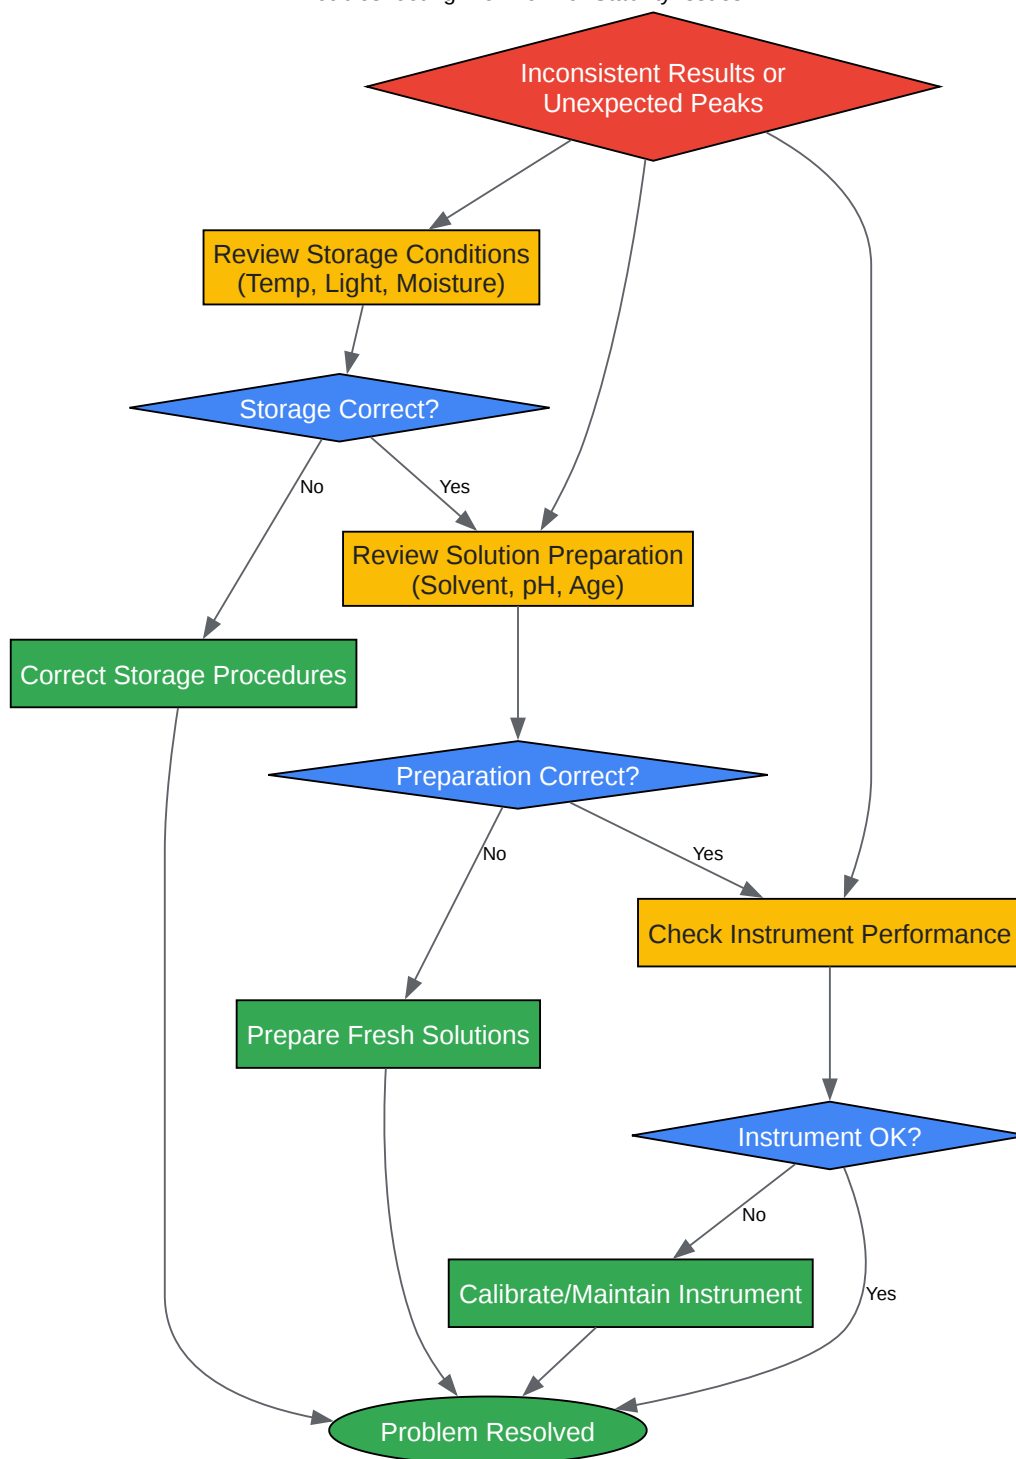 Inconsistent Results or
Unexpected Peaks
Review Storage Conditions
(Temp, Light, Moisture)
Storage Correct?
No
Yes
Review Solution Preparation
(Solvent, pH, Age)
Correct Storage Procedures
Preparation Correct?
No
Yes
Check Instrument Performance
Prepare Fresh Solutions
Instrument OK?
No
Calibrate/Maintain Instrument
Yes
Problem Resolved